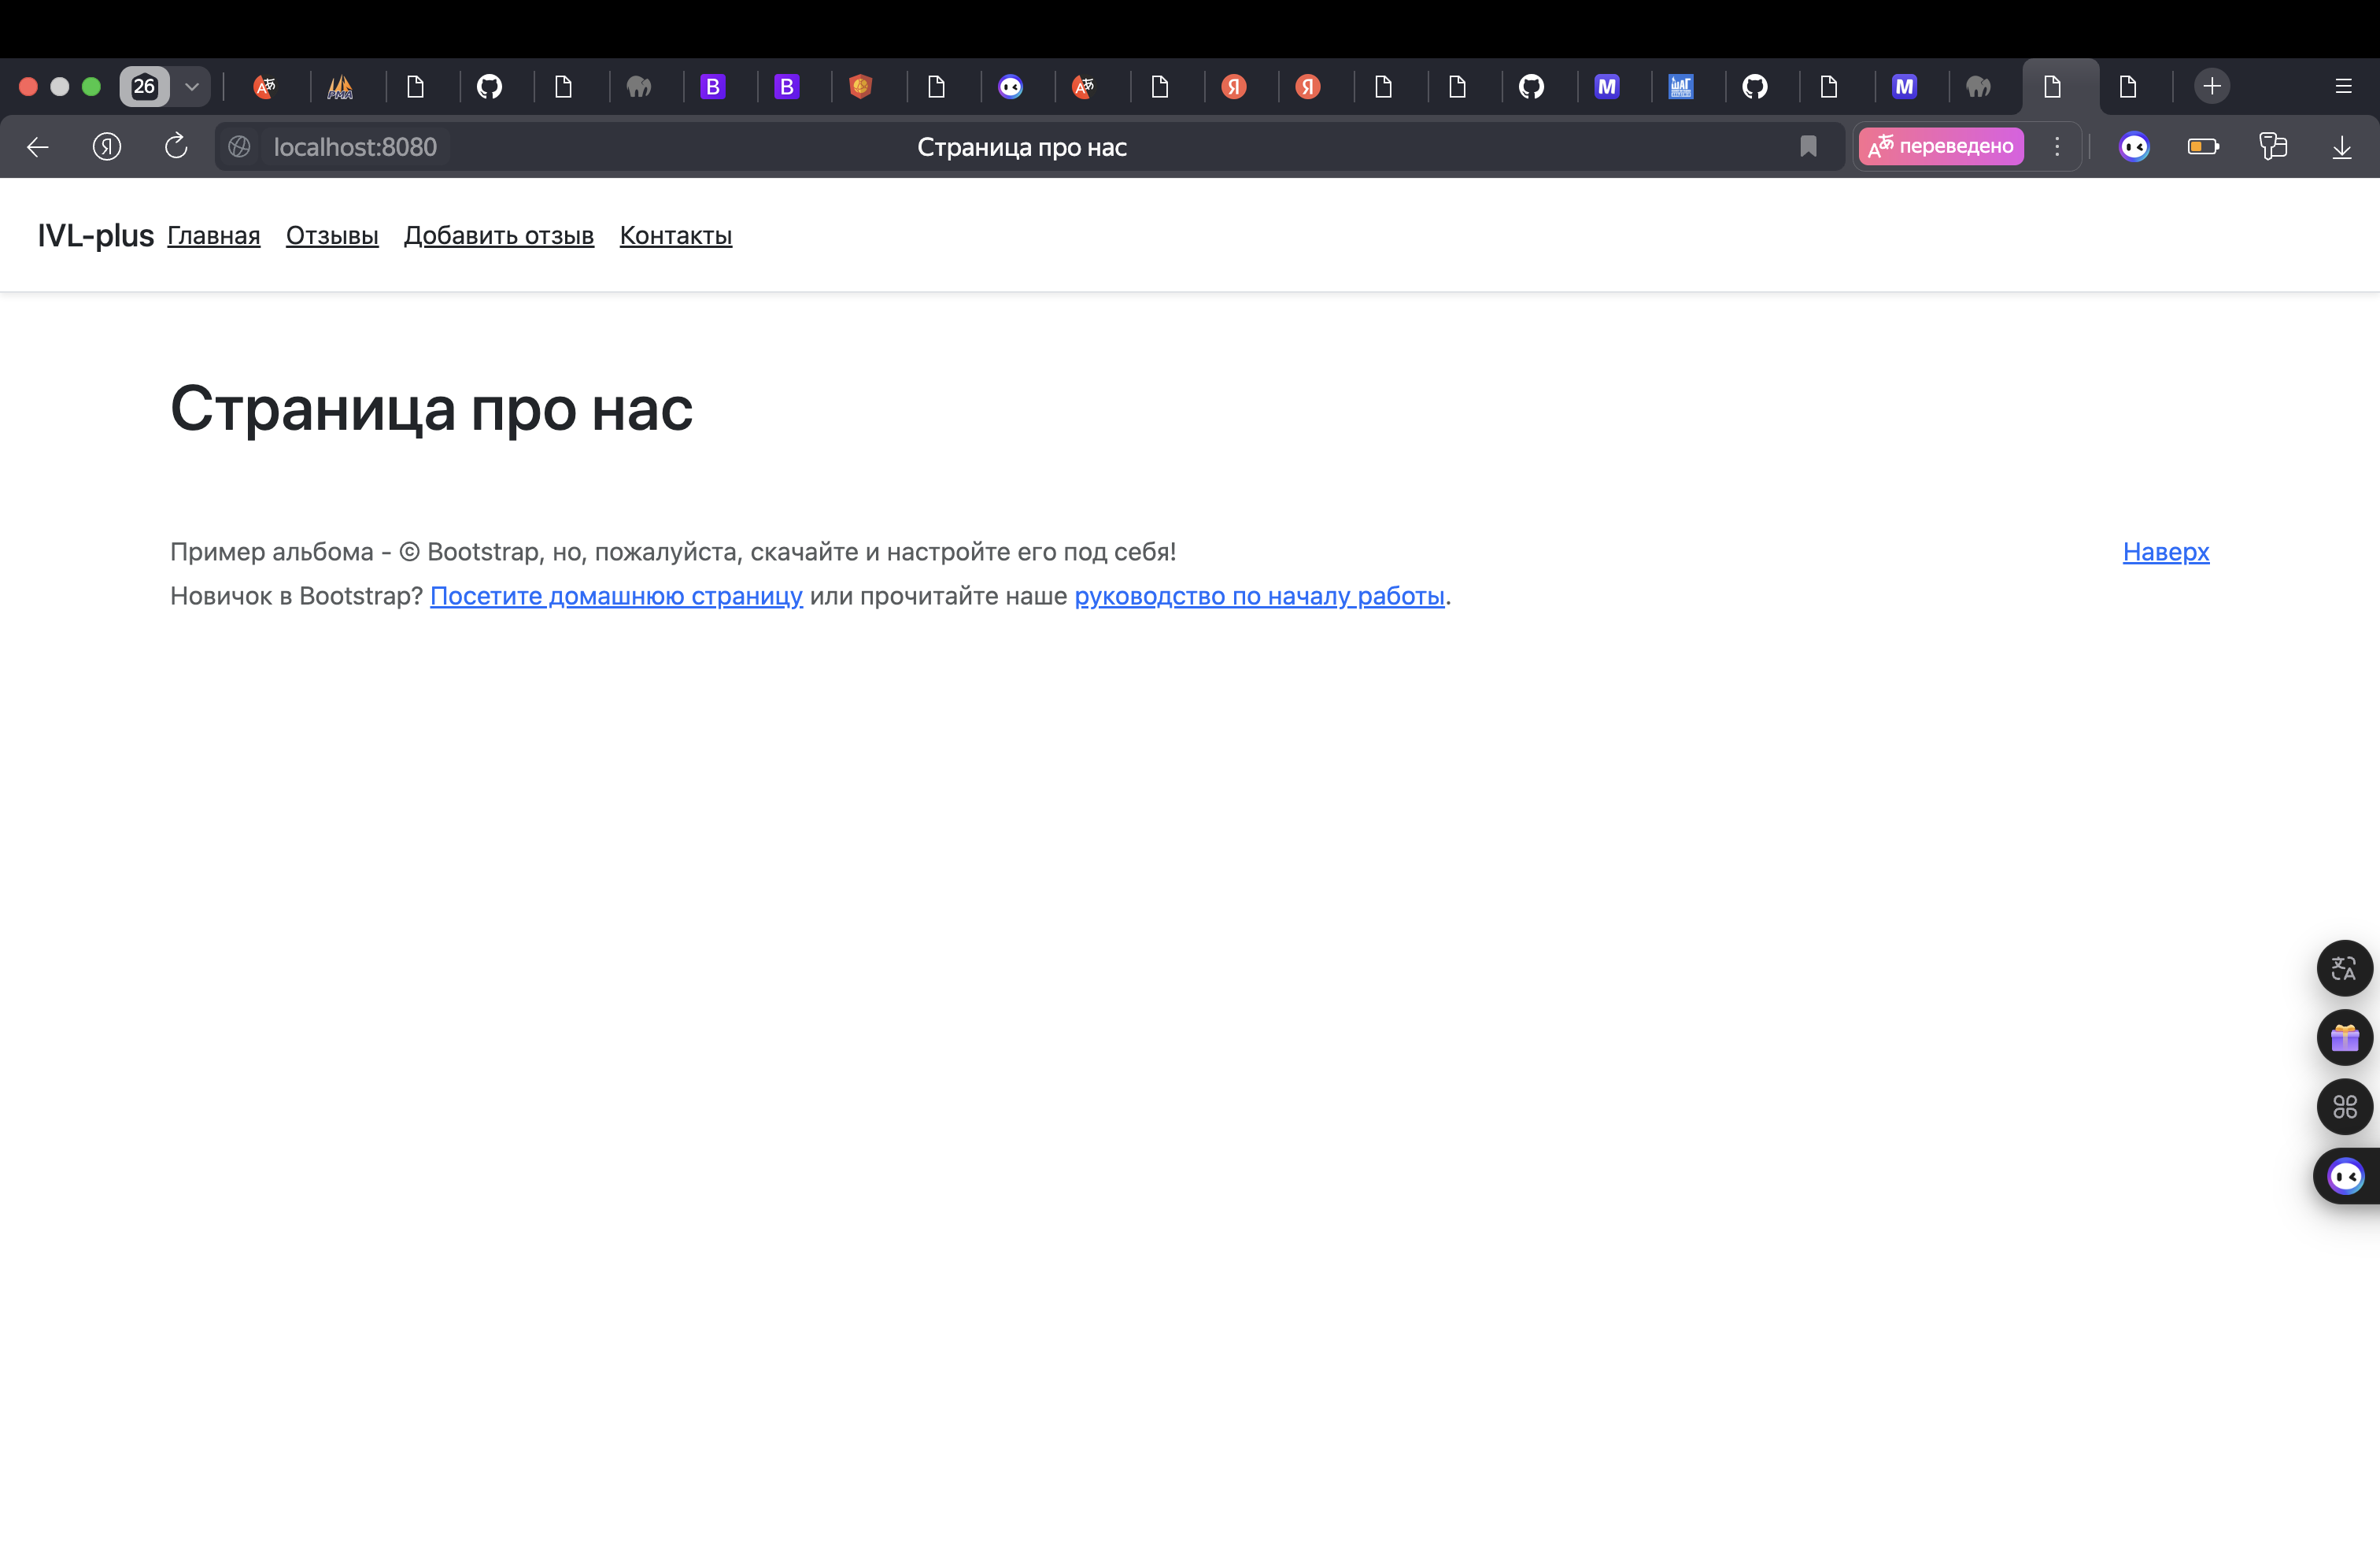 26
localhost:8080
Страница про нас
переведено
IVL-plus Главная Отзывы Добавить отзыв Контакты
Страница про нас
Пример альбома - © Bootstrap, но, пожалуйста, скачайте и настройте его под себя!
Наверх
Новичок в Bootstrap? Посетите домашнюю страницу или прочитайте наше руководство по началу работы.